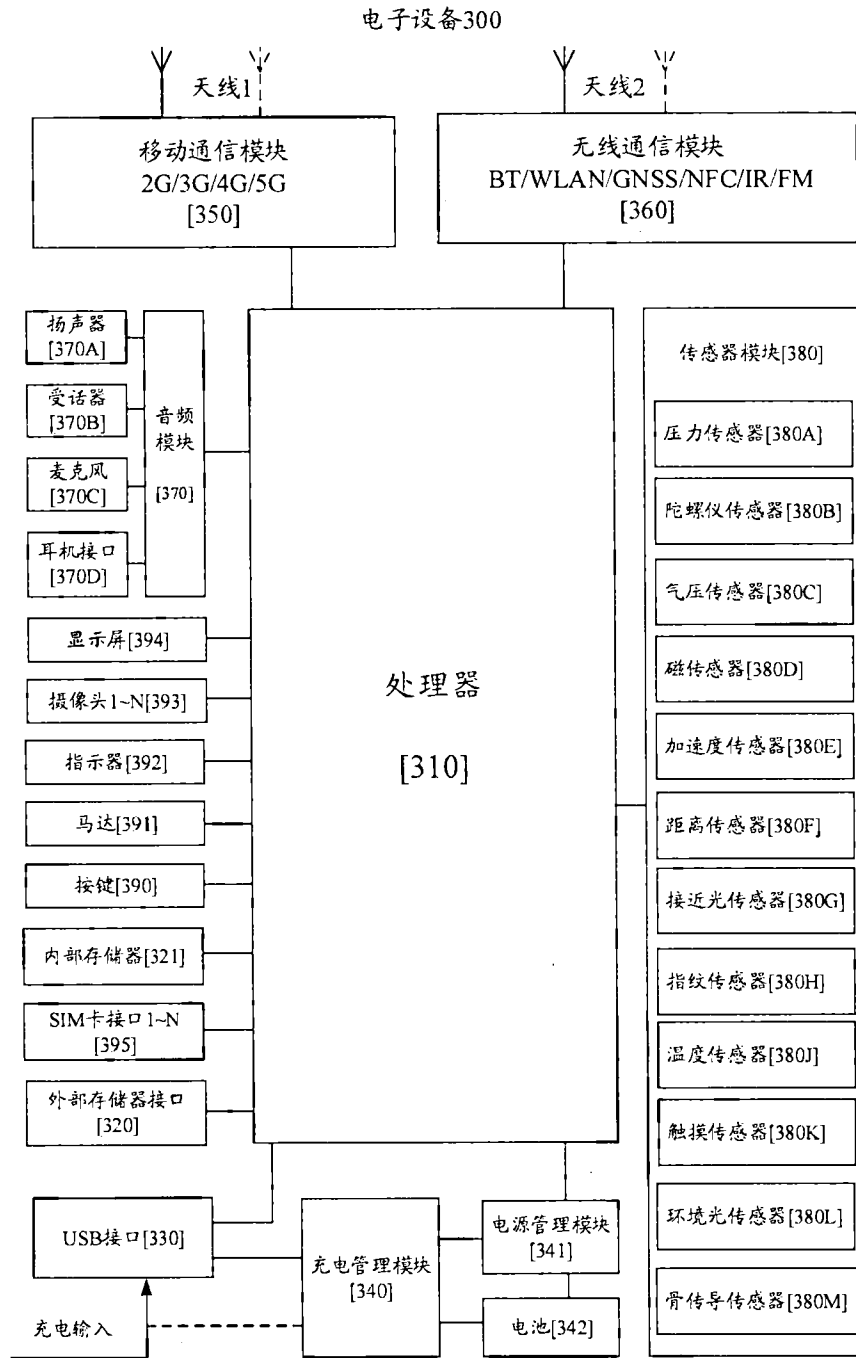 电子设备300
天线1
天线2
移动通信模块
2G/3G/4G/5G
[350]
无线通信模块
BT/WLAN/GNSS/NFC/IR/FM
[360]
扬声器
[370A]
受话器
[370B]
麦克风
[370C]
耳机接口
[370D]
音频
模块
[370]
显示屏[394]
摄像头1~N[393]
指示器[392]
马达[391]
按键[390]
内部存储器[321]
SIM卡接口1~N
[395]
外部存储器接口
[320]
处理器
[310]
传感器模块[380]
压力传感器[380A]
陀螺仪传感器[380B]
气压传感器[380C]
磁传感器[380D]
加速度传感器[380E]
距离传感器[380F]
接近光传感器[380G]
指纹传感器[380H]
温度传感器[380J]
触摸传感器[380K]
环境光传感器[380L]
骨传导传感器[380M]
USB接口[330]
充电管理模块
[340]
电源管理模块
[341]
电池[342]
充电输入